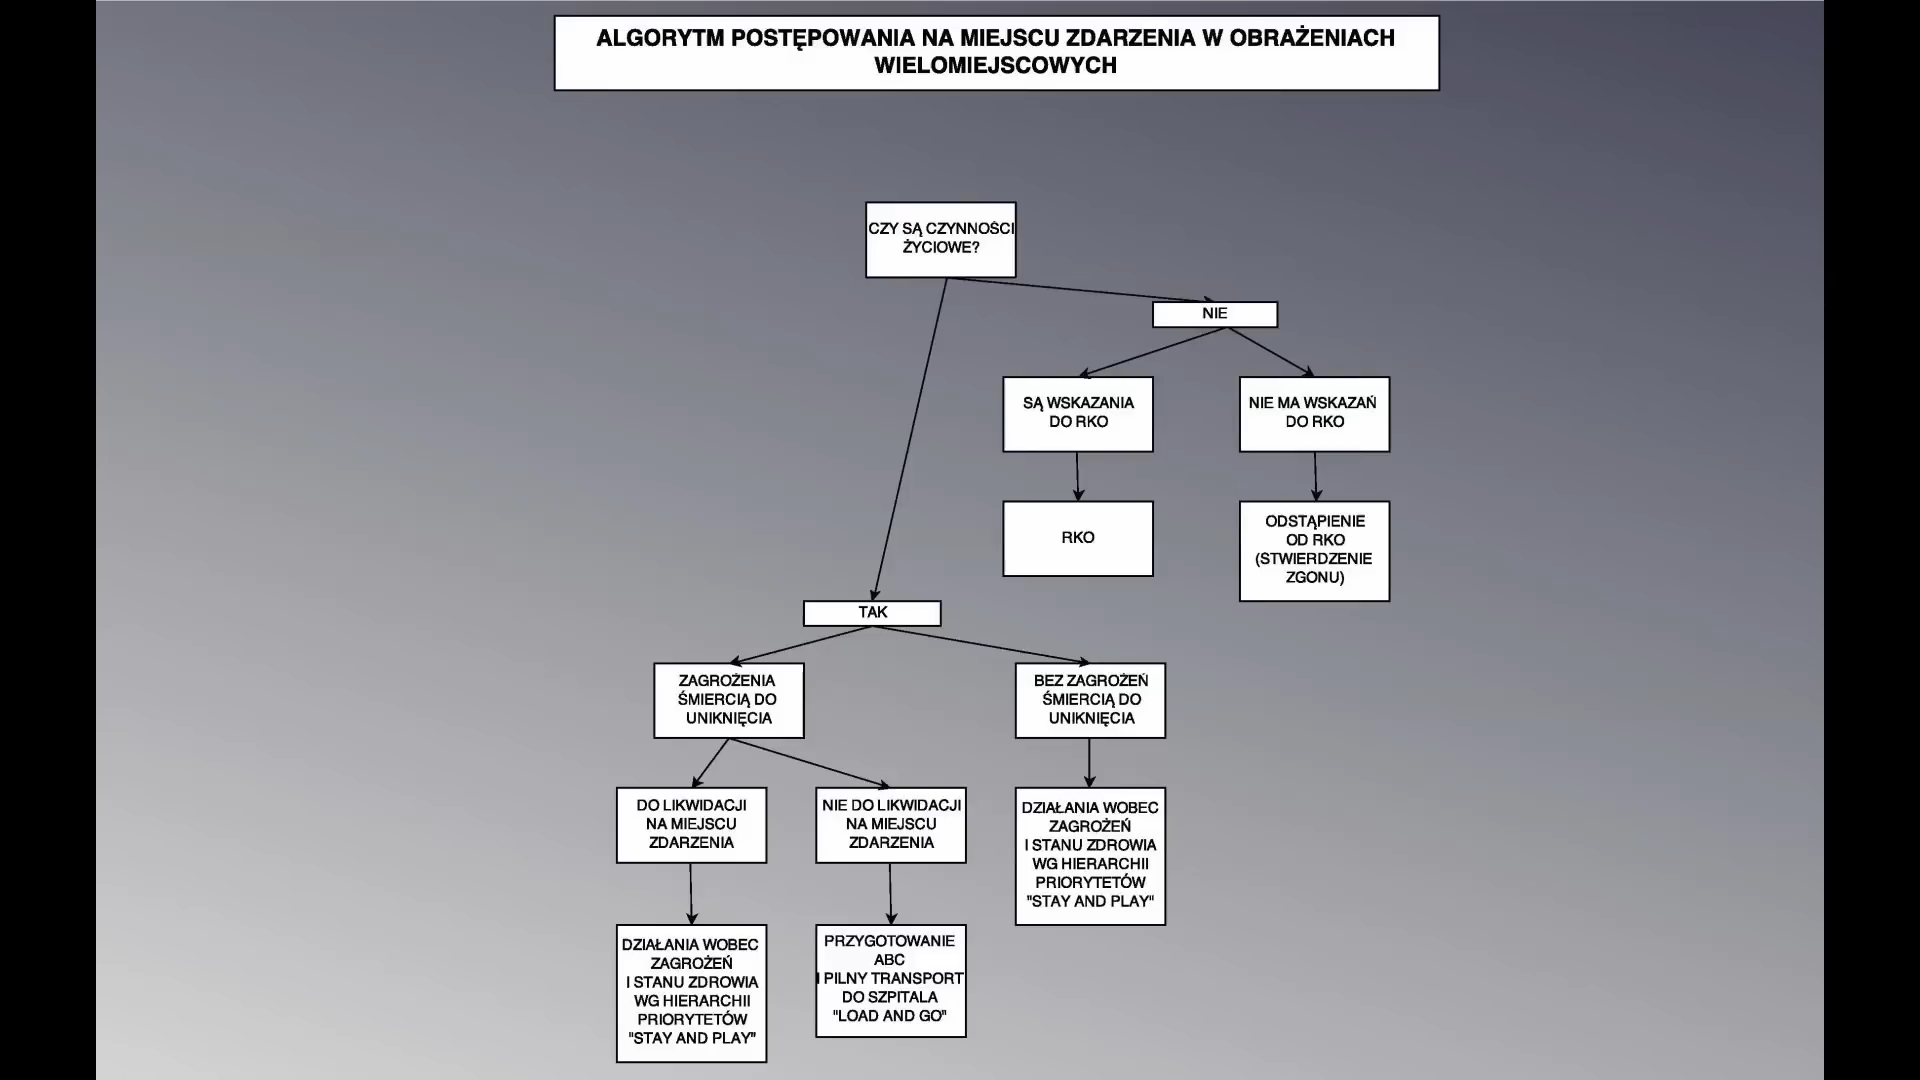 ALGORYTM POSTĘPOWANIA NA MIEJSCU ZDARZENIA W OBRAŻENIACH
WIELOMIEJSCOWYCH
CZY SĄ CZYNNOŚCI
ŻYCIOWE?
NIE
SĄ WSKAZANIA
DO RKO
NIE MA WSKAZAŃ
DO RKO
RKO
ODSTĄPIENIE
OD RKO
(STWIERDZENIE
ZGONU)
TAK
ZAGROŻENIA
ŚMIERCIĄ DO
UNIKNIĘCIA
BEZ ZAGROŻEŃ
ŚMIERCIĄ DO
UNIKNIĘCIA
DO LIKWIDACJI
NA MIEJSCU
ZDARZENIA
NIE DO LIKWIDACJI
NA MIEJSCU
ZDARZENIA
DZIAŁANIA WOBEC
ZAGROŻEŃ
I STANU ZDROWIA
WG HIERARCHII
PRIORYTETÓW
"STAY AND PLAY"
DZIAŁANIA WOBEC
ZAGROŻEŃ
I STANU ZDROWIA
WG HIERARCHII
PRIORYTETÓW
"STAY AND PLAY"
PRZYGOTOWANIE
ABC
I PILNY TRANSPORT
DO SZPITALA
"LOAD AND GO"